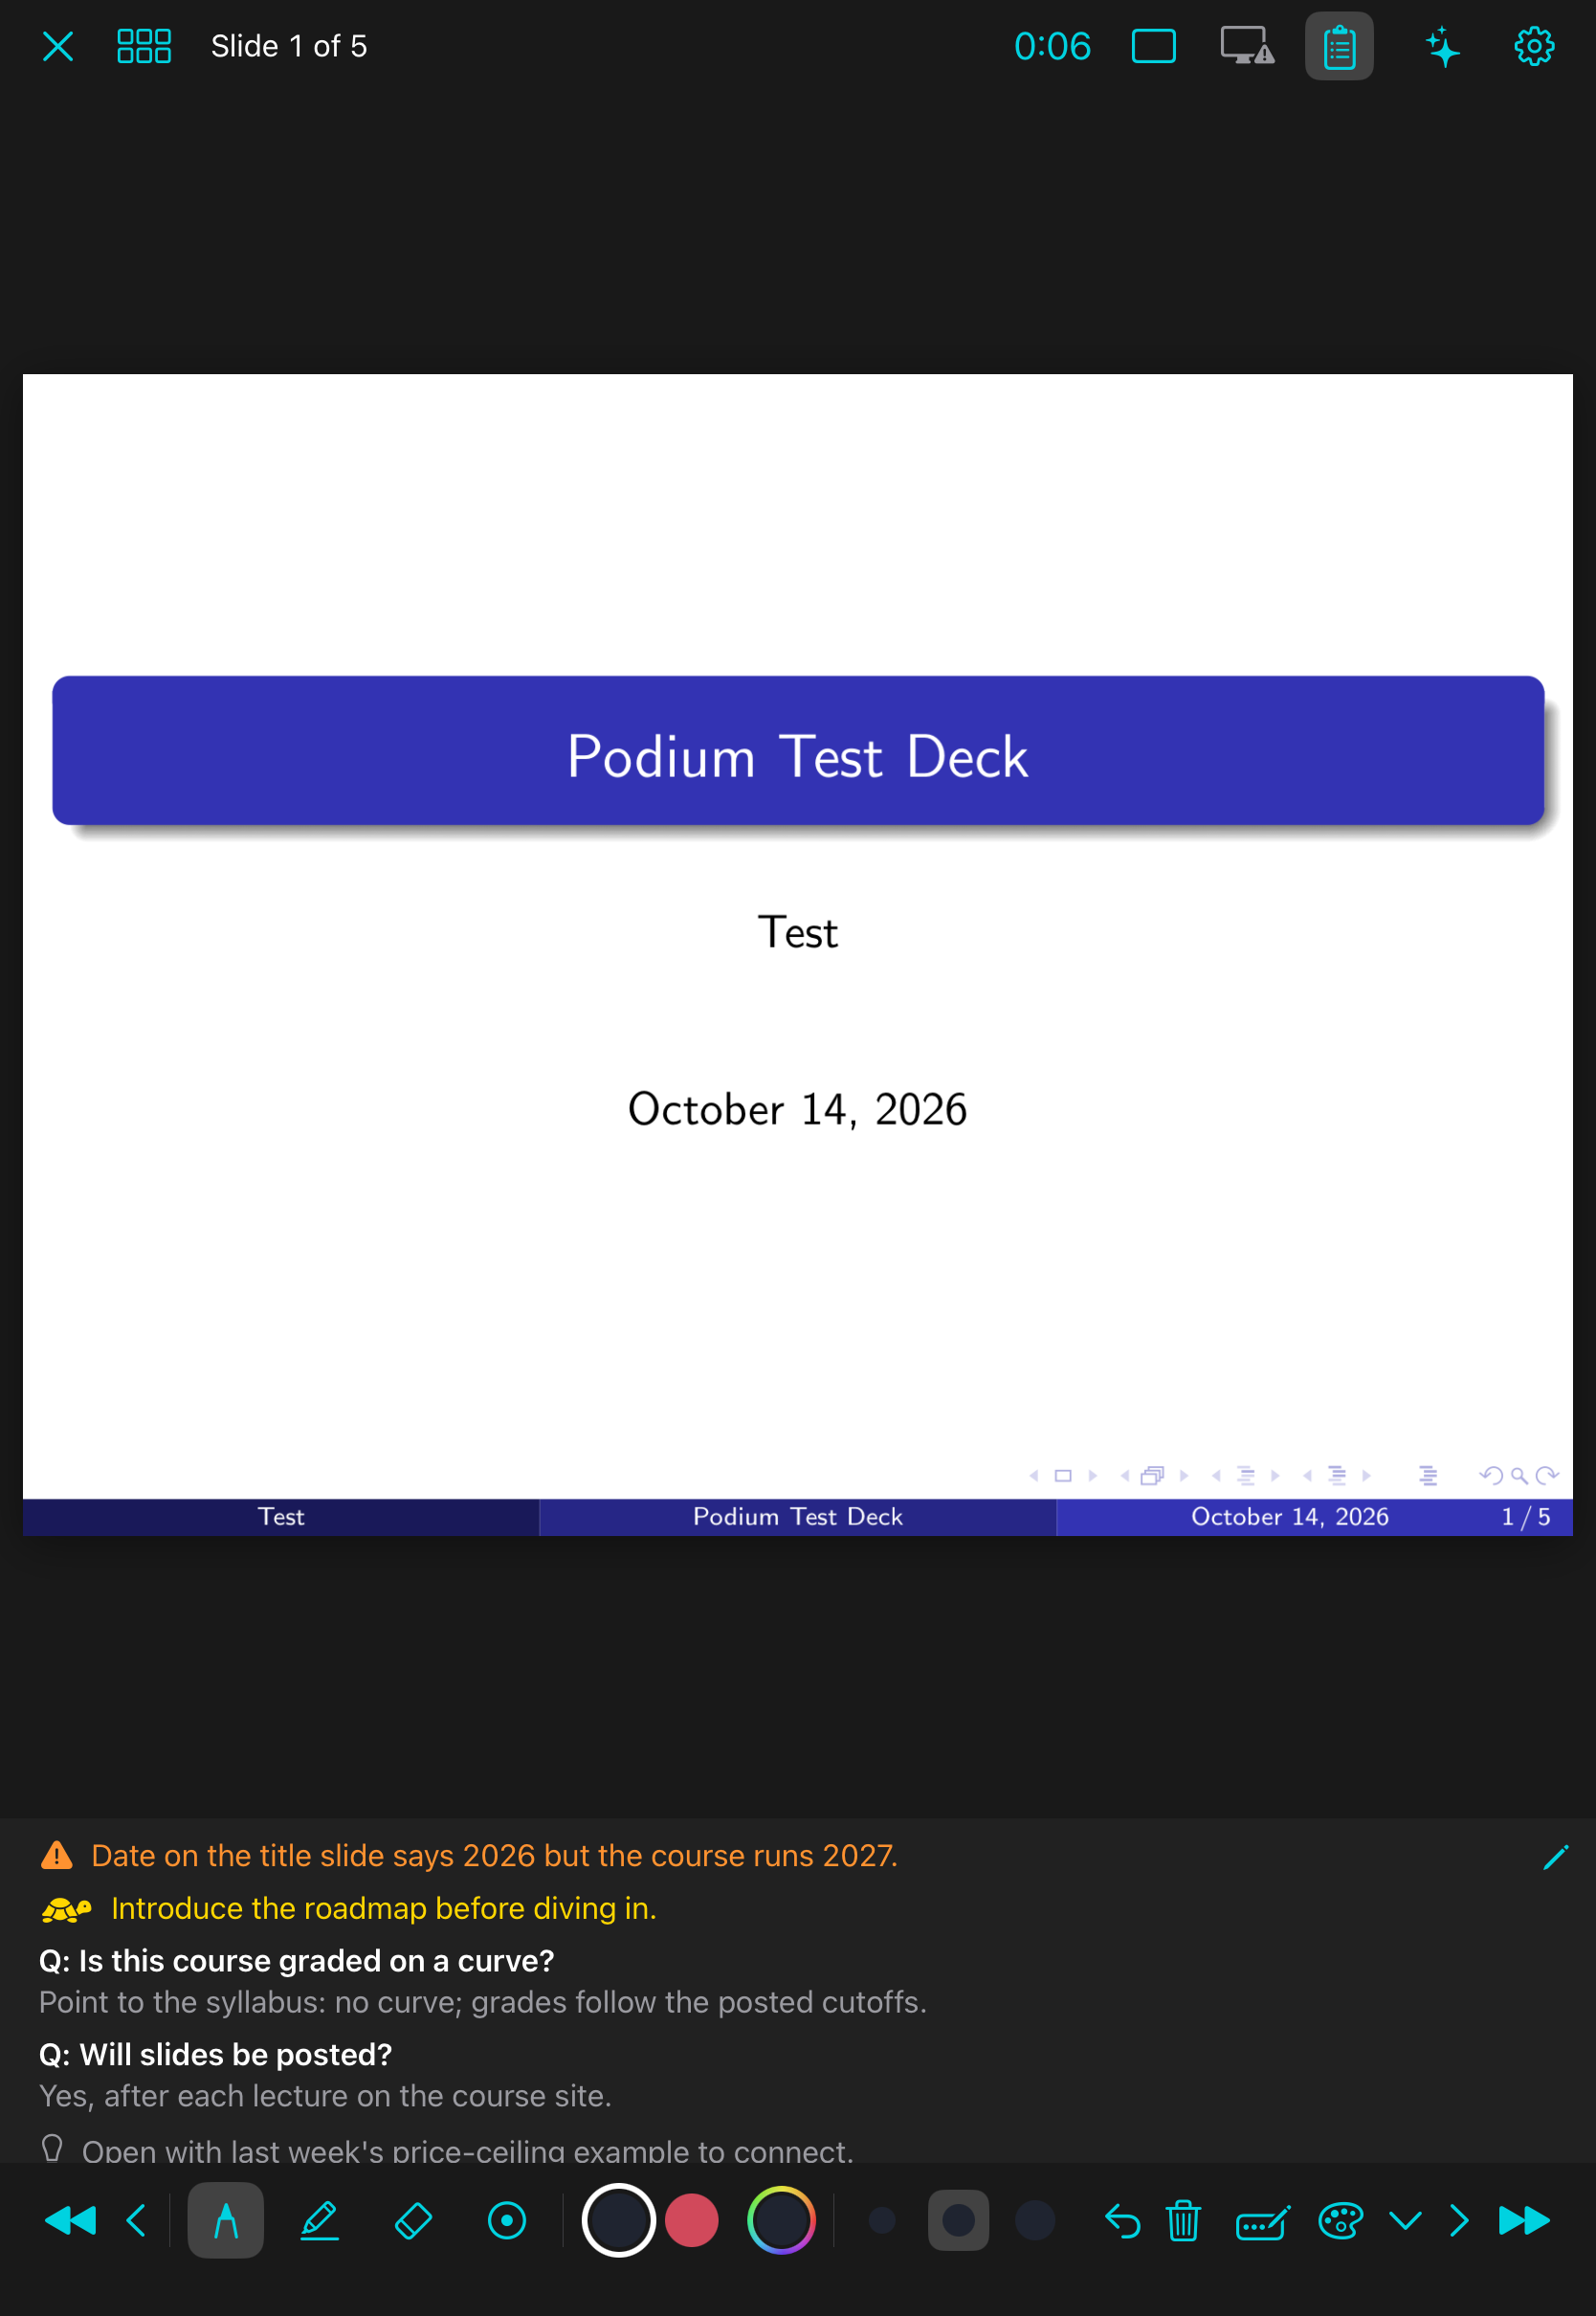 Slide 1 of 5
0:06
Podium Test Deck
Test
October 14, 2026
Test
Podium Test Deck
October 14, 2026
1 / 5
Date on the title slide says 2026 but the course runs 2027.
Introduce the roadmap before diving in.
Q: Is this course graded on a curve?
Point to the syllabus: no curve; grades follow the posted cutoffs.
Q: Will slides be posted?
Yes, after each lecture on the course site.
Open with last week's price-ceiling example to connect.